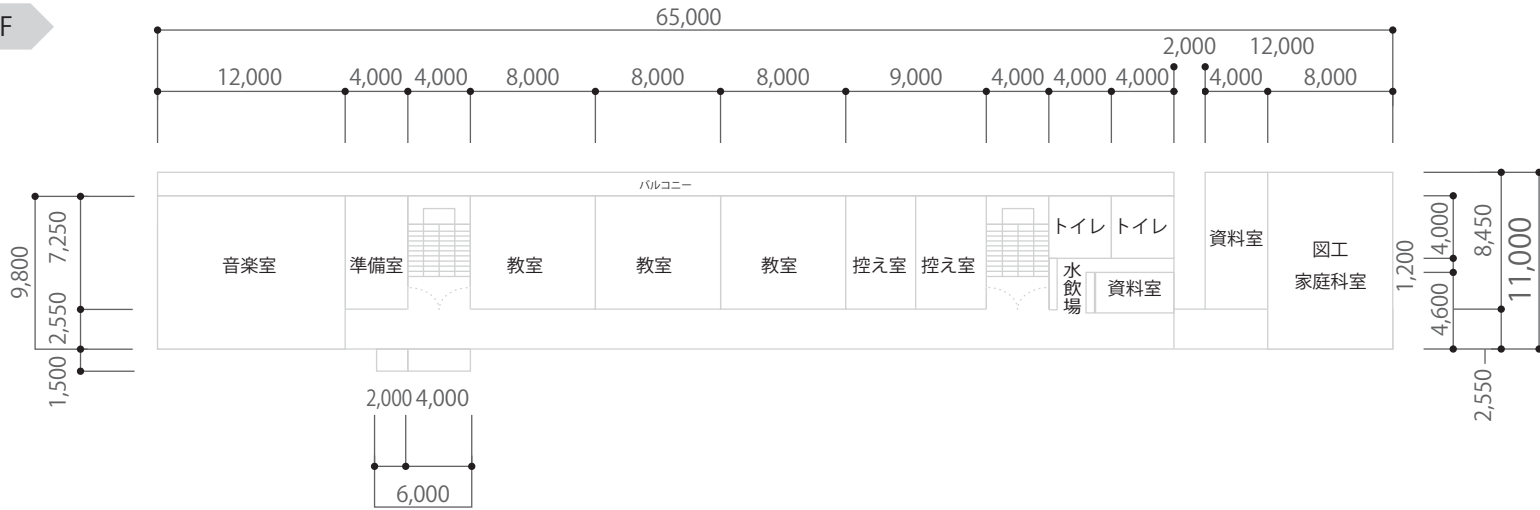 F
65,000
2,000 12,000
12,000 4,000 4,000 8,000 8,000 8,000 9,000 4,000 4,000 4,000 4,000 8,000
バルコニー
音楽室 準備室 教室 教室 教室 控え室 控え室 トイレ トイレ 資料室
水飲場 資料室
図工
家庭科室
9,800 7,250 2,550 1,500
1,200 4,000 4,600 8,450 11,000 2,550
2,000 4,000
6,000